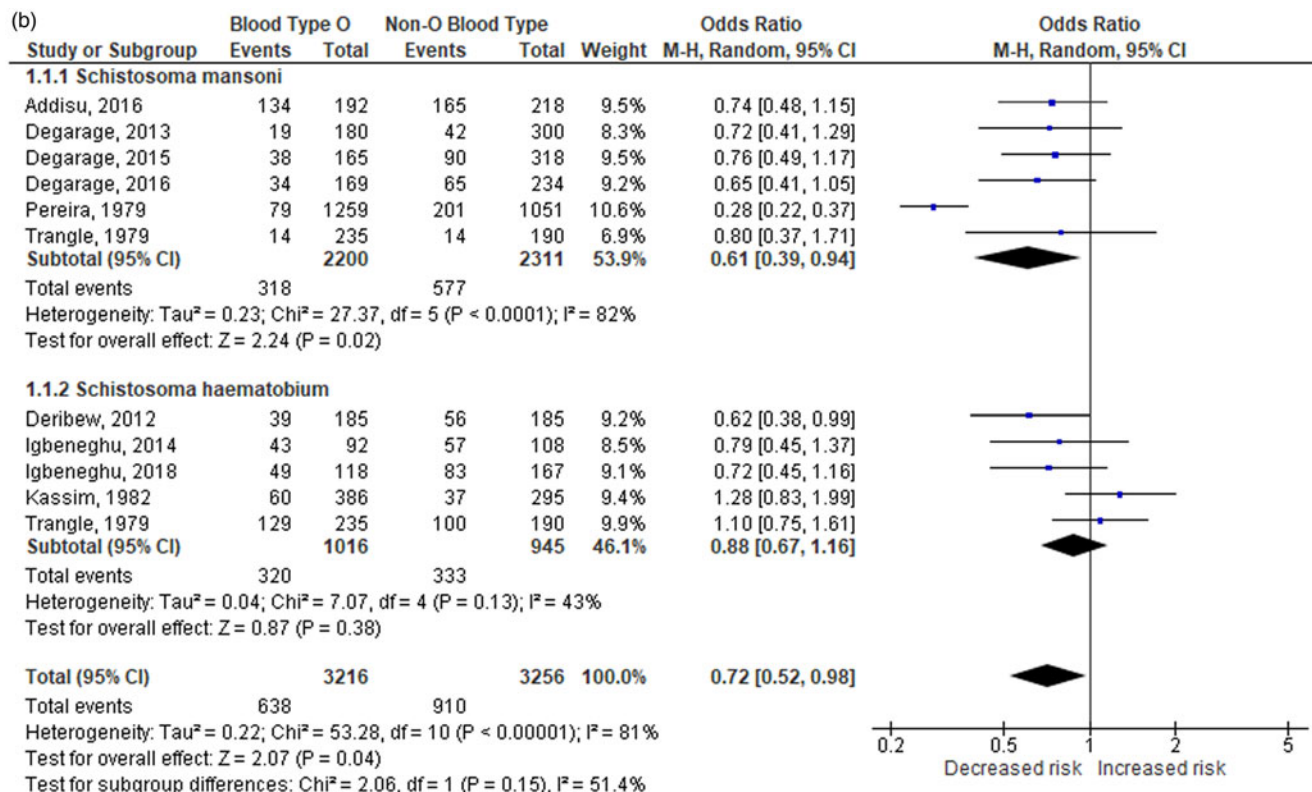 (b)
Blood Type O Non-O Blood Type Odds Ratio Odds Ratio
Study or Subgroup Events Total Events Total Weight M-H, Random, 95% CI M-H, Random, 95% CI
1.1.1 Schistosoma mansoni
Addisu, 2016 134 192 165 218 9.5% 0.74 [0.48, 1.15]
Degarage, 2013 19 180 42 300 8.3% 0.72 [0.41, 1.29]
Degarage, 2015 38 165 90 318 9.5% 0.76 [0.49, 1.17]
Degarage, 2016 34 169 65 234 9.2% 0.65 [0.41, 1.05]
Pereira, 1979 79 1259 201 1051 10.6% 0.28 [0.22, 0.37]
Trangle, 1979 14 235 14 190 6.9% 0.80 [0.37, 1.71]
Subtotal (95% CI) 2200 2311 53.9% 0.61 [0.39, 0.94]
Total events 318 577
Heterogeneity: Tau² = 0.23; Chi² = 27.37, df = 5 (P < 0.0001); I² = 82%
Test for overall effect: Z = 2.24 (P = 0.02)
1.1.2 Schistosoma haematobium
Deribew, 2012 39 185 56 185 9.2% 0.62 [0.38, 0.99]
Igbeneghu, 2014 43 92 57 108 8.5% 0.79 [0.45, 1.37]
Igbeneghu, 2018 49 118 83 167 9.1% 0.72 [0.45, 1.16]
Kassim, 1982 60 386 37 295 9.4% 1.28 [0.83, 1.99]
Trangle, 1979 129 235 100 190 9.9% 1.10 [0.75, 1.61]
Subtotal (95% CI) 1016 945 46.1% 0.88 [0.67, 1.16]
Total events 320 333
Heterogeneity: Tau² = 0.04; Chi² = 7.07, df = 4 (P = 0.13); I² = 43%
Test for overall effect: Z = 0.87 (P = 0.38)
Total (95% CI) 3216 3256 100.0% 0.72 [0.52, 0.98]
Total events 638 910
Heterogeneity: Tau² = 0.22; Chi² = 53.28, df = 10 (P < 0.00001); I² = 81%
Test for overall effect: Z = 2.07 (P = 0.04)
Test for subgroup differences: Chi² = 2.06, df = 1 (P = 0.15), I² = 51.4%
0.2 0.5 1 2 5
Decreased risk Increased risk